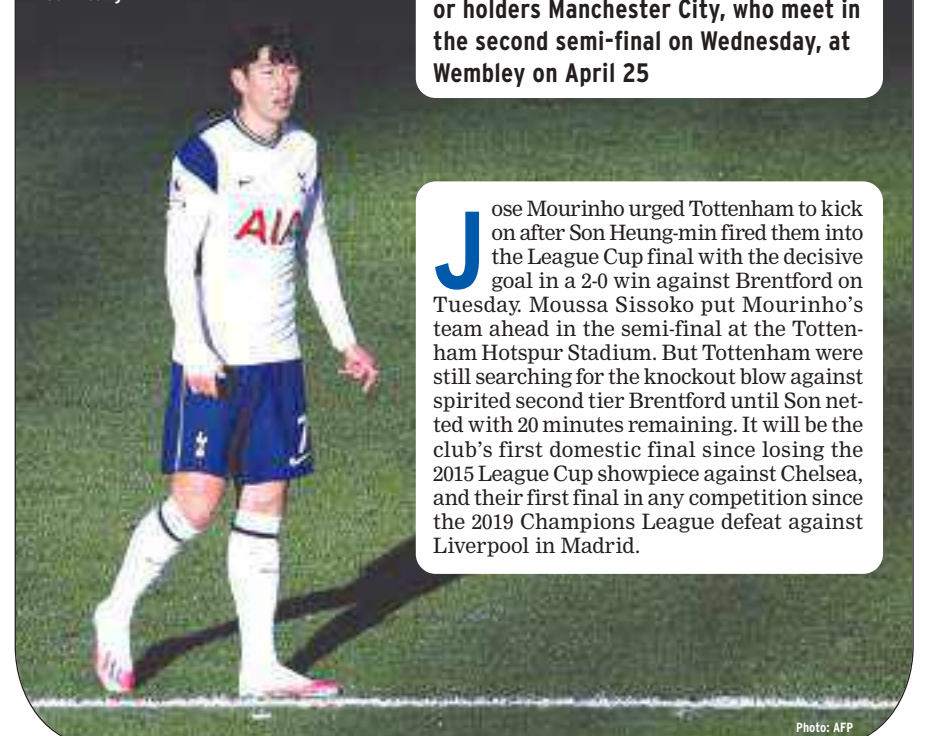 or holders Manchester City, who meet in
the second semi-final on Wednesday, at
Wembley on April 25
Jose Mourinho urged Tottenham to kick
on after Son Heung-min fired them into
the League Cup final with the decisive
goal in a 2-0 win against Brentford on
Tuesday. Moussa Sissoko put Mourinho's
team ahead in the semi-final at the Totten-
ham Hotspur Stadium. But Tottenham were
still searching for the knockout blow against
spirited second tier Brentford until Son net-
ted with 20 minutes remaining. It will be the
club's first domestic final since losing the
2015 League Cup showpiece against Chelsea,
and their first final in any competition since
the 2019 Champions League defeat against
Liverpool in Madrid.
AIA
7
Photo: AFP